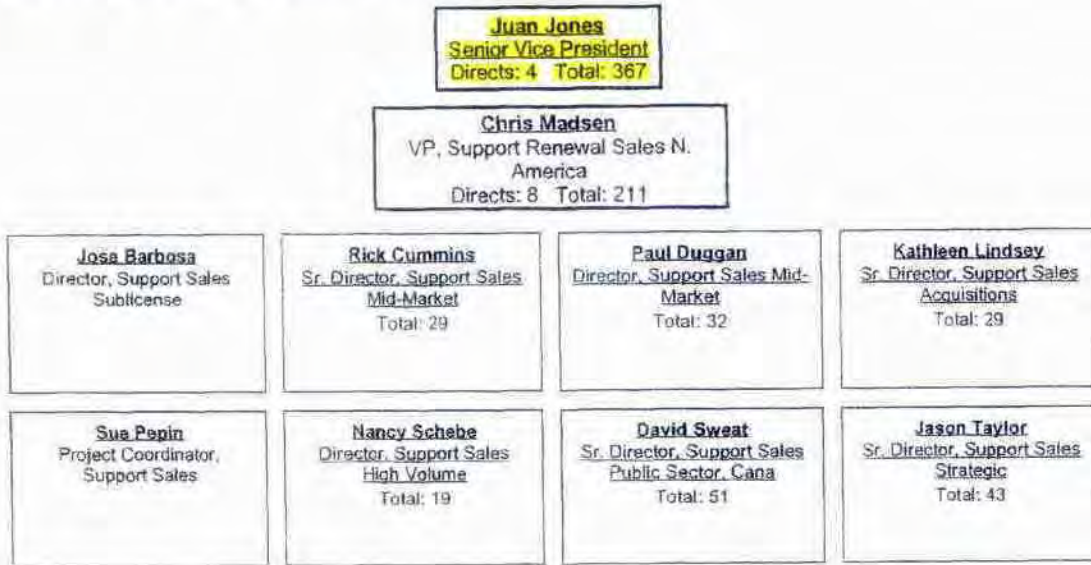 Juan Jones
Senior Vice President
Directs: 4 Total: 367
Chris Madsen
VP, Support Renewal Sales N.
America
Directs: 8 Total: 211
Jose Barbosa
Director, Support Sales
Sublicense
Rick Cummins
Sr. Director, Support Sales
Mid-Market
Total: 29
Paul Duggan
Director, Support Sales Mid-
Market
Total: 32
Kathleen Lindsey
Sr. Director, Support Sales
Acquisitions
Total: 29
Sue Pepin
Project Coordinator,
Support Sales
Nancy Schebe
Director, Support Sales
High Volume
Total: 19
David Sweat
Sr. Director, Support Sales
Public Sector, Cana
Total: 51
Jason Taylor
Sr. Director, Support Sales
Strategic
Total: 43